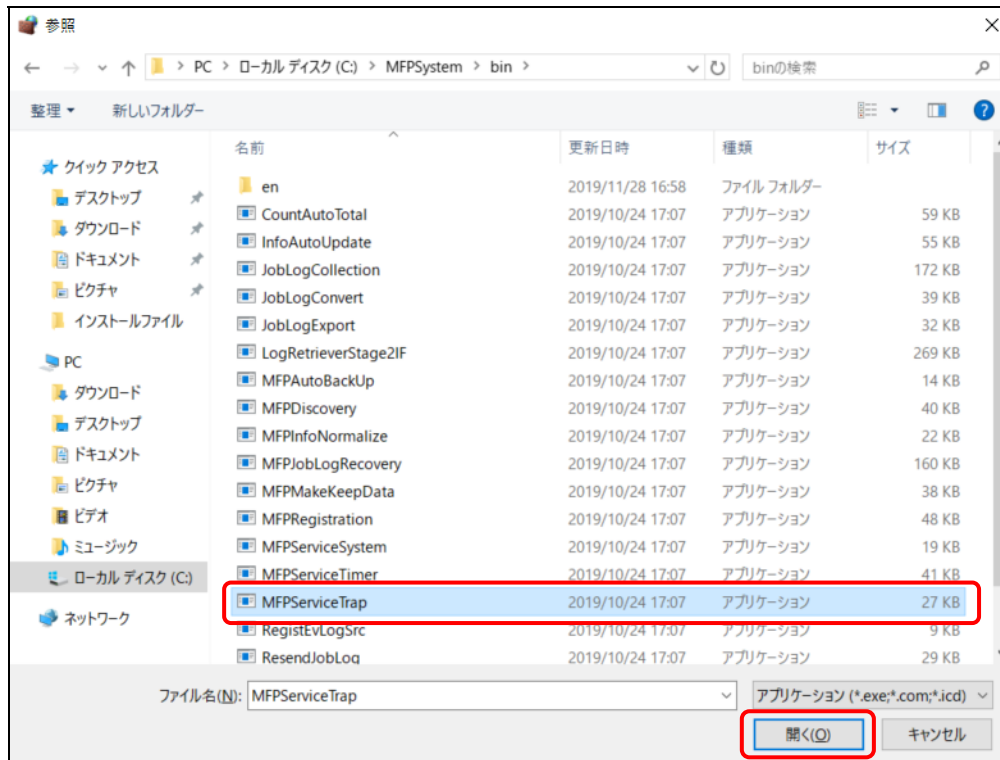 参照
PC > ローカル ディスク (C:) > MFPSystem > bin >
binの検索
整理 新しいフォルダー
名前 更新日時 種類 サイズ
クイック アクセス
デスクトップ
ダウンロード
ドキュメント
ピクチャ
インストールファイル
PC
ダウンロード
デスクトップ
ドキュメント
ピクチャ
ビデオ
ミュージック
ローカル ディスク (C:)
ネットワーク
en 2019/11/28 16:58 ファイル フォルダー
CountAutoTotal 2019/10/24 17:07 アプリケーション 59 KB
InfoAutoUpdate 2019/10/24 17:07 アプリケーション 55 KB
JobLogCollection 2019/10/24 17:07 アプリケーション 172 KB
JobLogConvert 2019/10/24 17:07 アプリケーション 39 KB
JobLogExport 2019/10/24 17:07 アプリケーション 32 KB
LogRetrieverStage2IF 2019/10/24 17:07 アプリケーション 269 KB
MFPAutoBackUp 2019/10/24 17:07 アプリケーション 14 KB
MFPDiscovery 2019/10/24 17:07 アプリケーション 40 KB
MFPInfoNormalize 2019/10/24 17:07 アプリケーション 22 KB
MFPJobLogRecovery 2019/10/24 17:07 アプリケーション 160 KB
MFPMakeKeepData 2019/10/24 17:07 アプリケーション 38 KB
MFPRegistration 2019/10/24 17:07 アプリケーション 48 KB
MFPServiceSystem 2019/10/24 17:07 アプリケーション 19 KB
MFPServiceTimer 2019/10/24 17:07 アプリケーション 41 KB
MFPServiceTrap 2019/10/24 17:07 アプリケーション 27 KB
RegistEvLogSrc 2019/10/24 17:07 アプリケーション 9 KB
ResendJobLog 2019/10/24 17:07 アプリケーション 29 KB
ファイル名(N): MFPServiceTrap アプリケーション (*.exe;*.com;*.icd)
開く(O) キャンセル